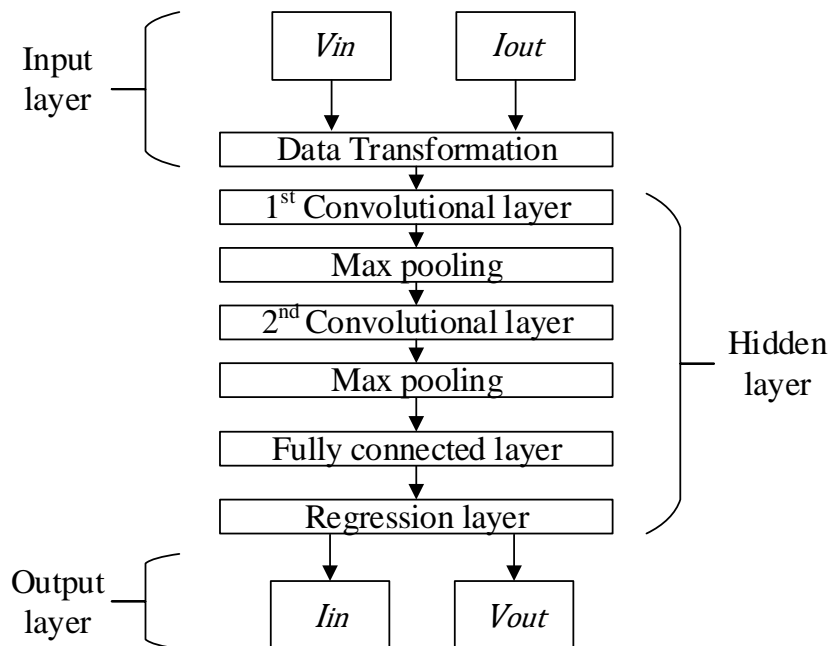 Vin
Iout
Input
layer
Data Transformation
1st Convolutional layer
Max pooling
2nd Convolutional layer
Max pooling
Hidden
layer
Fully connected layer
Regression layer
Output
layer
Iin
Vout